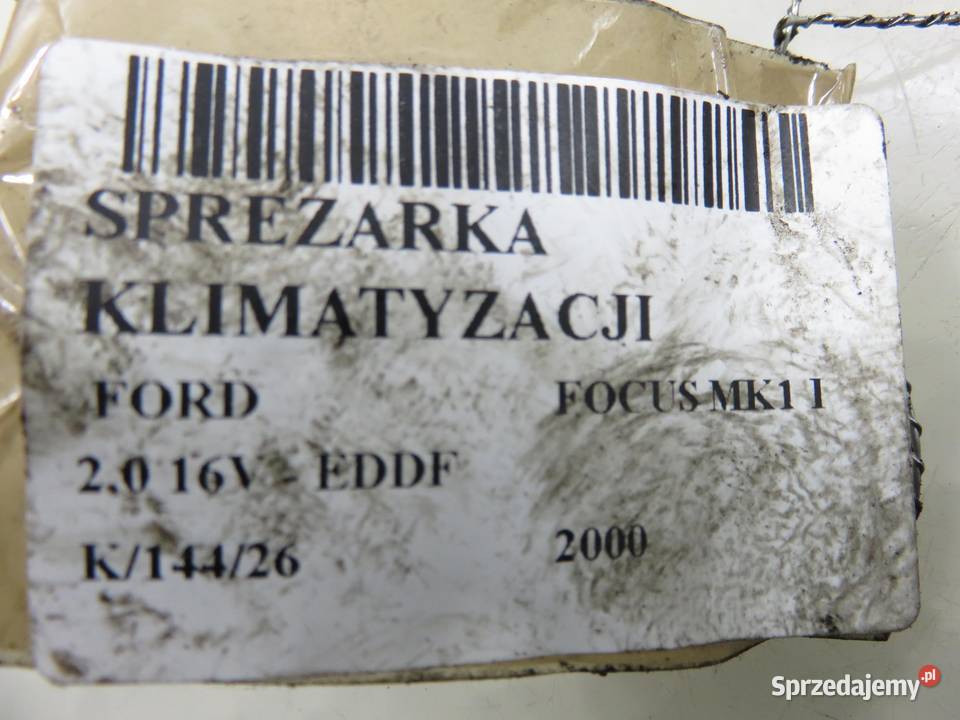 SPREZARKA
KLIMATYZACJI
FORD FOCUS MK1 I
2.0 16V - EDDF
K/144/26 2000
Sprzedajemy.pl